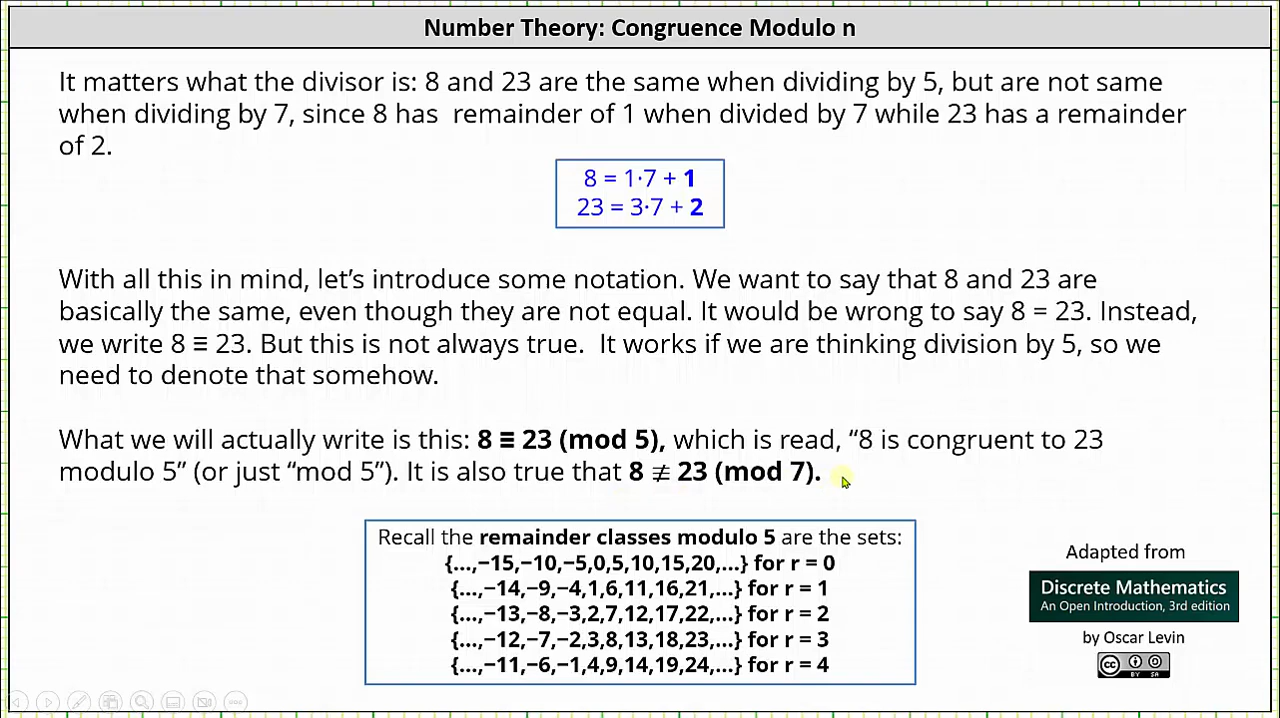 Number Theory: Congruence Modulo n
It matters what the divisor is: 8 and 23 are the same when dividing by 5, but are not same
when dividing by 7, since 8 has  remainder of 1 when divided by 7 while 23 has a remainder
of 2.
8 = 1·7 + 1
23 = 3·7 + 2
With all this in mind, let’s introduce some notation. We want to say that 8 and 23 are
basically the same, even though they are not equal. It would be wrong to say 8 = 23. Instead,
we write 8 ≡ 23. But this is not always true.  It works if we are thinking division by 5, so we
need to denote that somehow.
What we will actually write is this: 8 ≡ 23 (mod 5), which is read, “8 is congruent to 23
modulo 5” (or just “mod 5”). It is also true that 8 ≢ 23 (mod 7).
Recall the remainder classes modulo 5 are the sets:
{...,−15,−10,−5,0,5,10,15,20,...} for r = 0
{...,−14,−9,−4,1,6,11,16,21,...} for r = 1
{...,−13,−8,−3,2,7,12,17,22,...} for r = 2
{...,−12,−7,−2,3,8,13,18,23,...} for r = 3
{...,−11,−6,−1,4,9,14,19,24,...} for r = 4
Adapted from
Discrete Mathematics
An Open Introduction, 3rd edition
by Oscar Levin
cc
BY SA